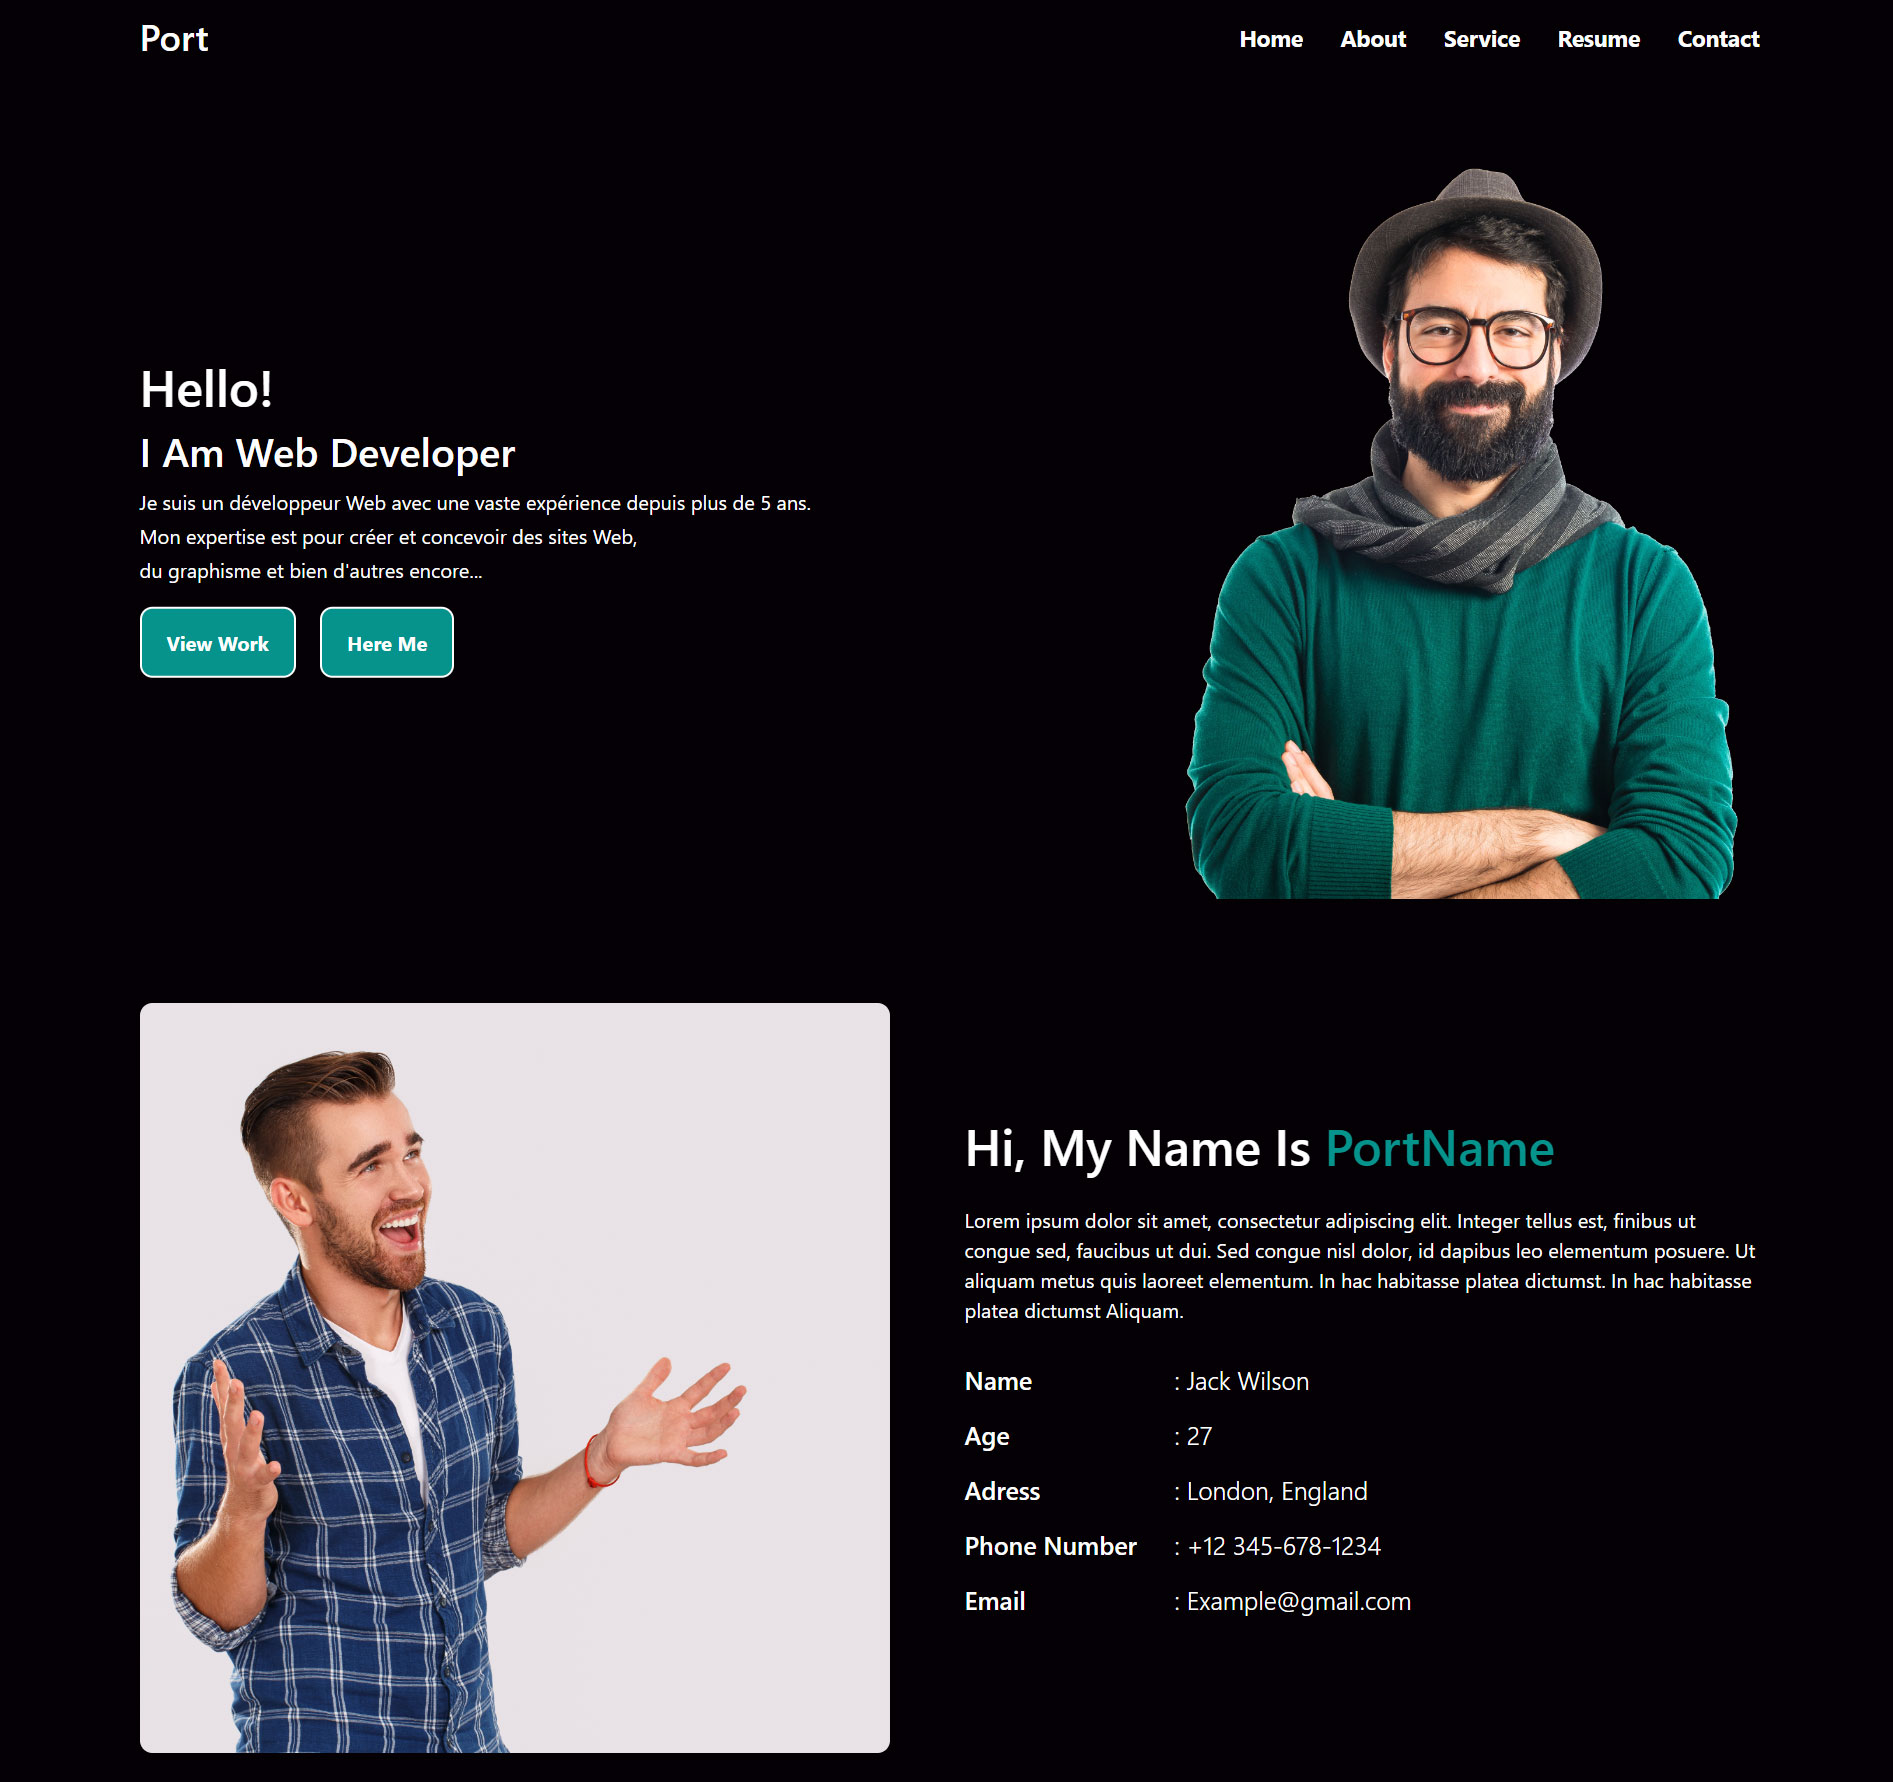 Port
Home About Service Resume Contact
Hello!
I Am Web Developer
Je suis un développeur Web avec une vaste expérience depuis plus de 5 ans.
Mon expertise est pour créer et concevoir des sites Web,
du graphisme et bien d'autres encore...
View Work Here Me
Hi, My Name Is PortName
Lorem ipsum dolor sit amet, consectetur adipiscing elit. Integer tellus est, finibus ut
congue sed, faucibus ut dui. Sed congue nisl dolor, id dapibus leo elementum posuere. Ut
aliquam metus quis laoreet elementum. In hac habitasse platea dictumst. In hac habitasse
platea dictumst Aliquam.
Name : Jack Wilson
Age : 27
Adress : London, England
Phone Number : +12 345-678-1234
Email : Example@gmail.com